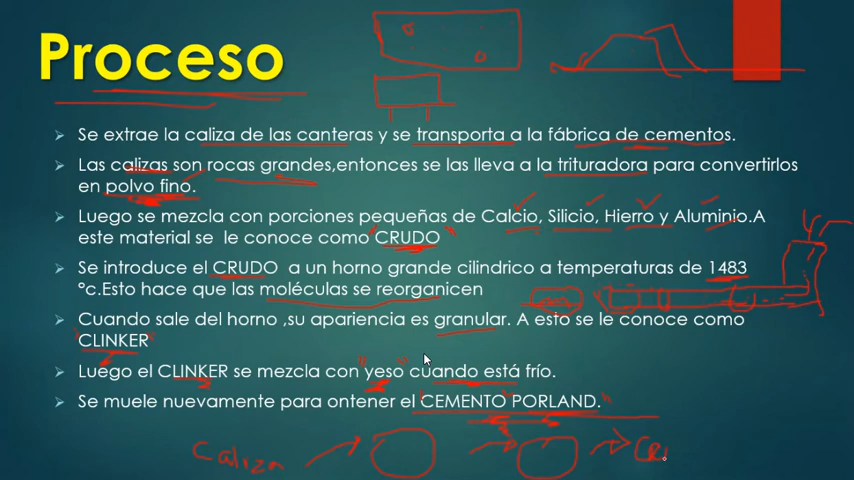 Proceso
Se extrae la caliza de las canteras y se transporta a la fábrica de cementos.
Las calizas son rocas grandes,entonces se las lleva a la trituradora para convertirlos
en polvo fino.
Luego se mezcla con porciones pequeñas de Calcio, Silicio, Hierro y Aluminio.A
este material se le conoce como "CRUDO"
Se introduce el CRUDO a un horno grande cilindrico a temperaturas de 1483
°c.Esto hace que las moléculas se reorganicen
Cuando sale del horno ,su apariencia es granular. A esto se le conoce como
"CLINKER"
Luego el CLINKER se mezcla con "yeso" cuando está frío.
Se muele nuevamente para ontener el "CEMENTO PORLAND."
Caliza